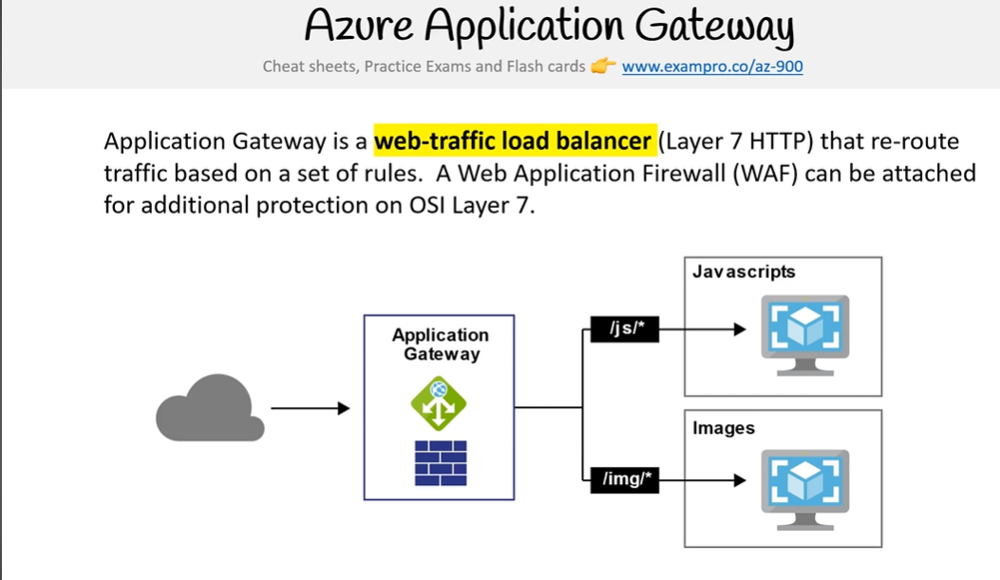 Azure Application Gateway
Cheat sheets, Practice Exams and Flash cards 👉 www.exampro.co/az-900
Application Gateway is a web-traffic load balancer (Layer 7 HTTP) that re-route
traffic based on a set of rules. A Web Application Firewall (WAF) can be attached
for additional protection on OSI Layer 7.
Javascripts
/js/*
Application
Gateway
Images
/img/*